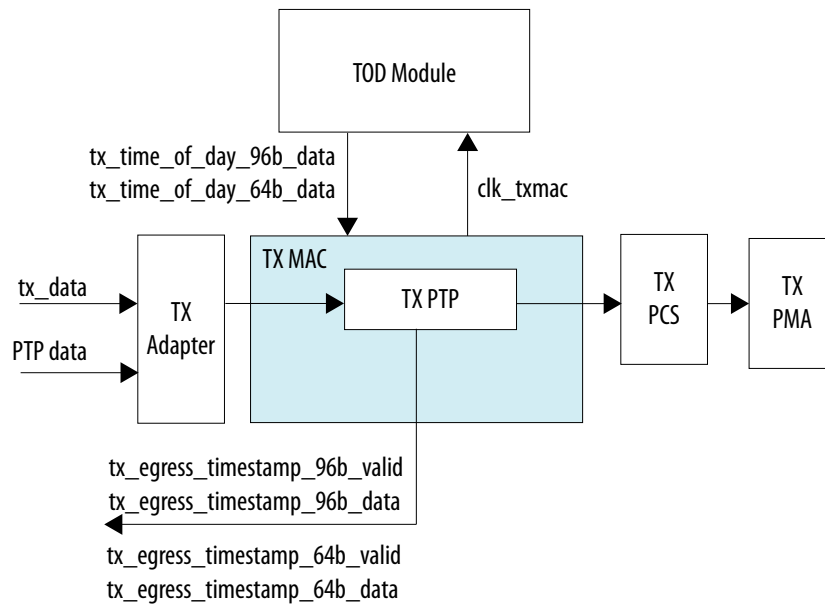 TOD Module
tx_time_of_day_96b_data
tx_time_of_day_64b_data
clk_txmac
TX MAC
tx_data
PTP data
TX
Adapter
TX PTP
TX
PCS
TX
PMA
tx_egress_timestamp_96b_valid
tx_egress_timestamp_96b_data
tx_egress_timestamp_64b_valid
tx_egress_timestamp_64b_data